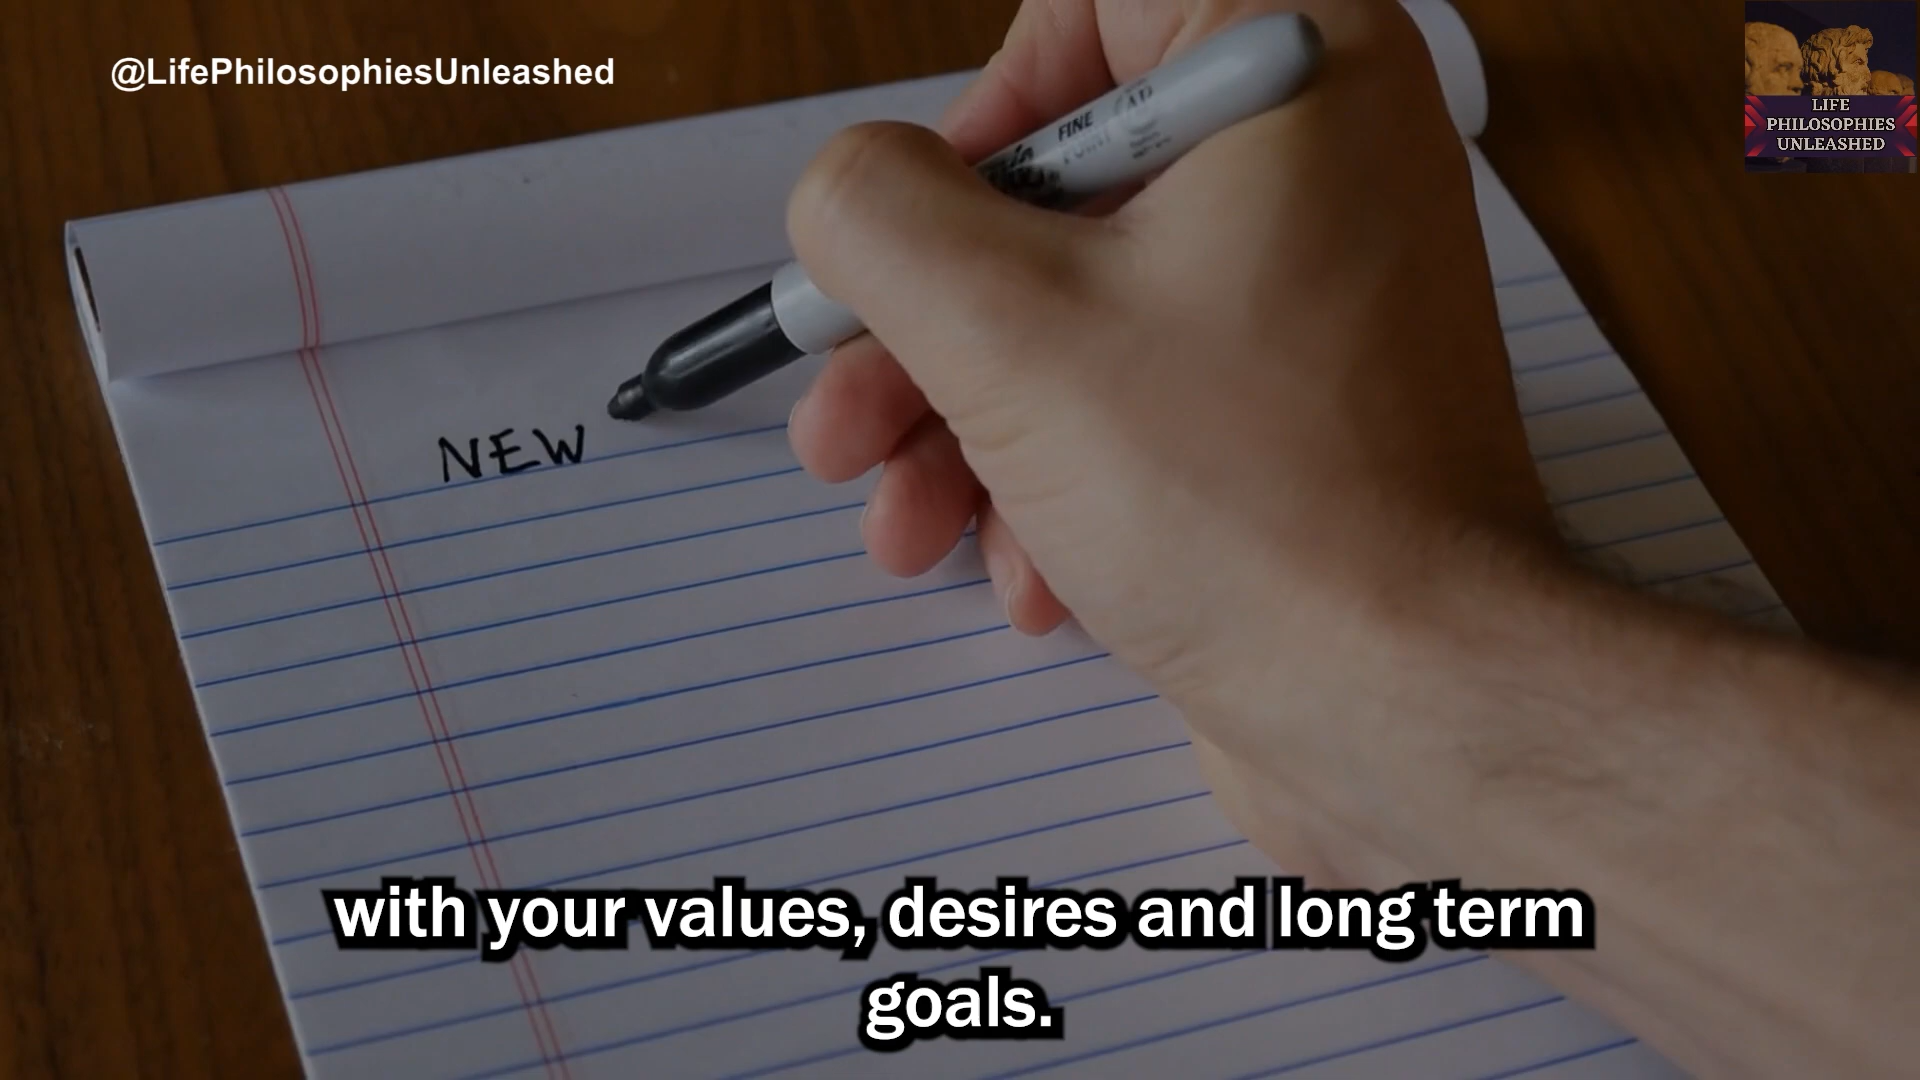 @LifePhilosophiesUnleashed
LIFE
PHILOSOPHIES
UNLEASHED
FINE
NEW
with your values, desires and long term
goals.